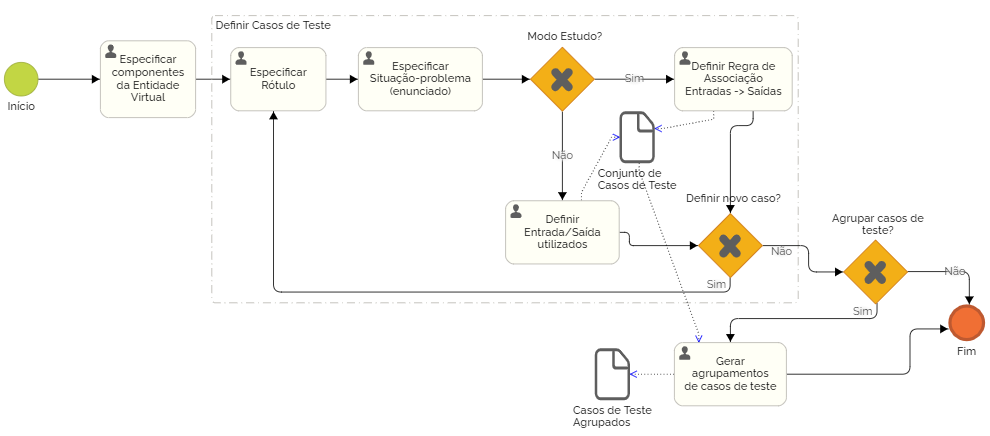 Definir Casos de Teste
Início
Especificar
componentes
da Entidade
Virtual
Especificar
Rótulo
Especificar
Situação-problema
(enunciado)
Modo Estudo?
Sim
Não
Definir Regra de
Associação
Entradas -> Saídas
Conjunto de
Casos de Teste
Definir
Entrada/Saída
utilizados
Definir novo caso?
Sim
Não
Agrupar casos de
teste?
Não
Sim
Fim
Gerar
agrupamentos
de casos de teste
Casos de Teste
Agrupados